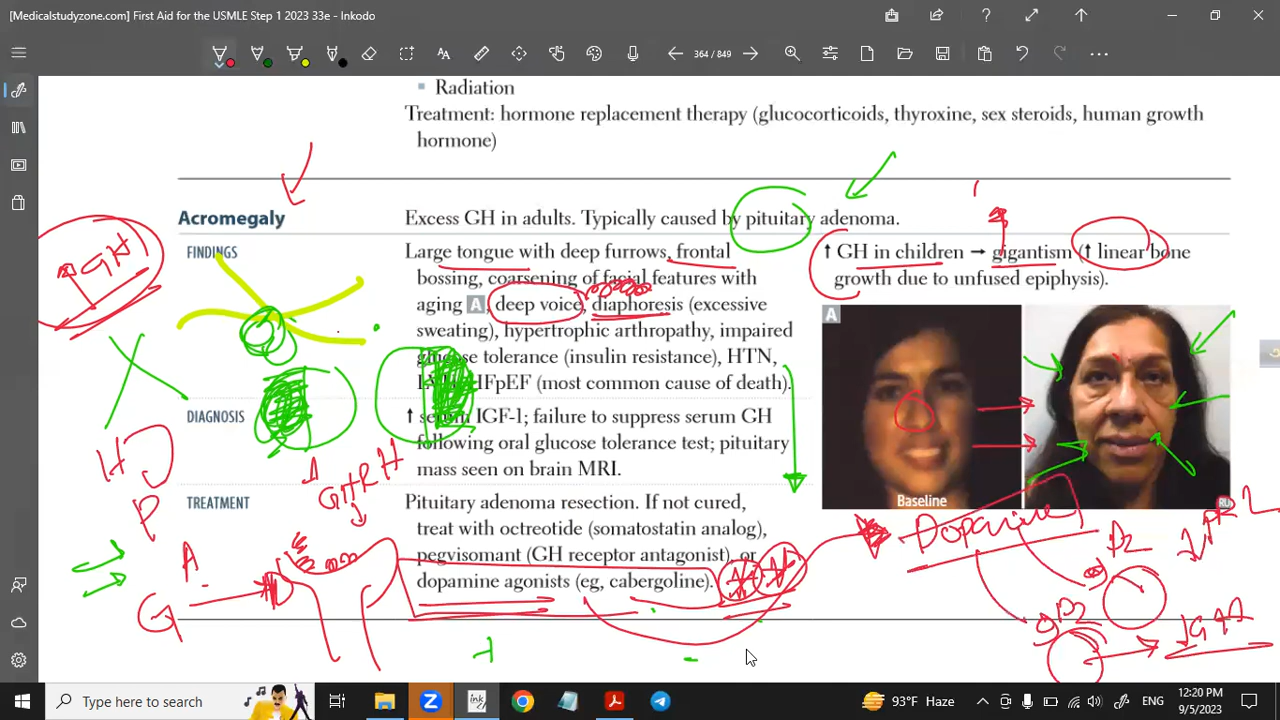 [Medicalstudyzone.com] First Aid for the USMLE Step 1 2023 33e - Inkodo
364 / 849
Radiation
Treatment: hormone replacement therapy (glucocorticoids, thyroxine, sex steroids, human growth
hormone)
Acromegaly
Excess GH in adults. Typically caused by pituitary adenoma.
FINDINGS
Large tongue with deep furrows, frontal
bossing, coarsening of facial features with
aging A, deep voice, diaphoresis (excessive
sweating), hypertrophic arthropathy, impaired
glucose tolerance (insulin resistance), HTN,
HFpEF (most common cause of death).
↑ GH in children → gigantism (↑ linear bone
growth due to unfused epiphysis).
A
Baseline
RU
DIAGNOSIS
↑ serum IGF-1; failure to suppress serum GH
following oral glucose tolerance test; pituitary
mass seen on brain MRI.
TREATMENT
Pituitary adenoma resection. If not cured,
treat with octreotide (somatostatin analog),
pegvisomant (GH receptor antagonist), or
dopamine agonists (eg, cabergoline).
GH
H
P
A
G
GHRH
Dopamine
D2
D2
↓GH
+
-
Type here to search
93°F Haze
ENG
12:20 PM
9/5/2023